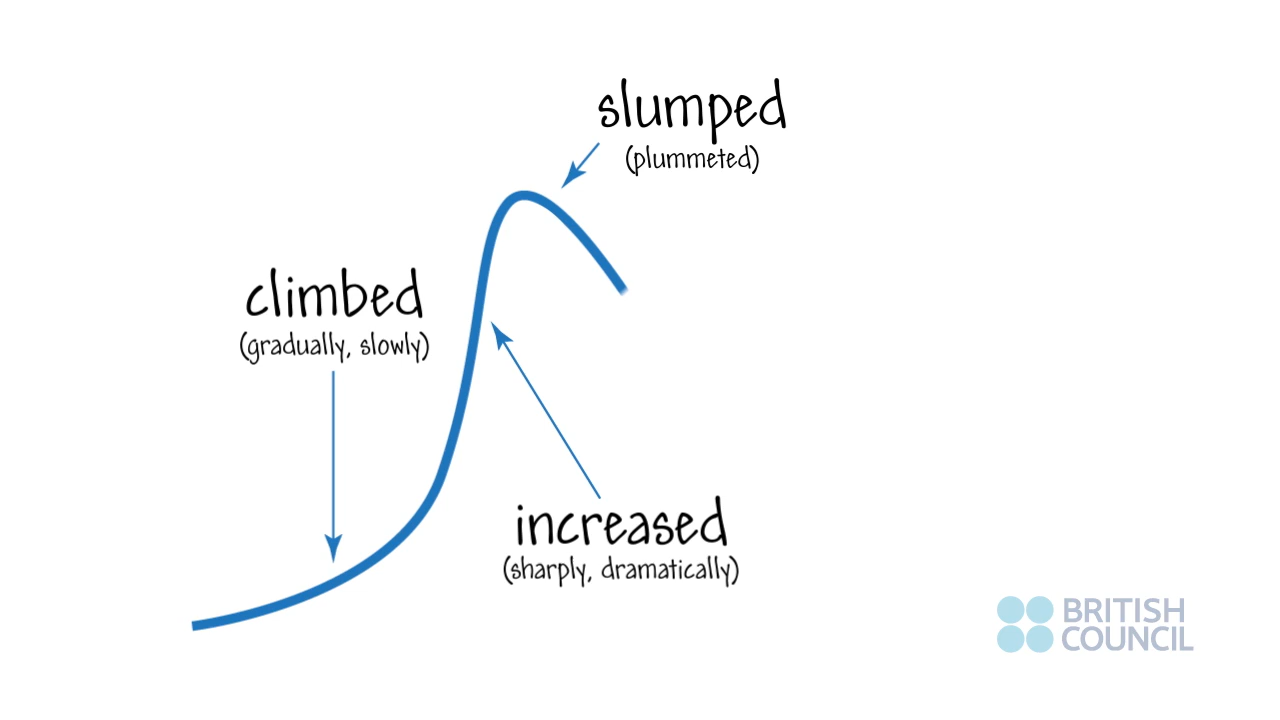 slumped
(plummeted)
climbed
(gradually, slowly)
increased
(sharply, dramatically)
BRITISH
COUNCIL